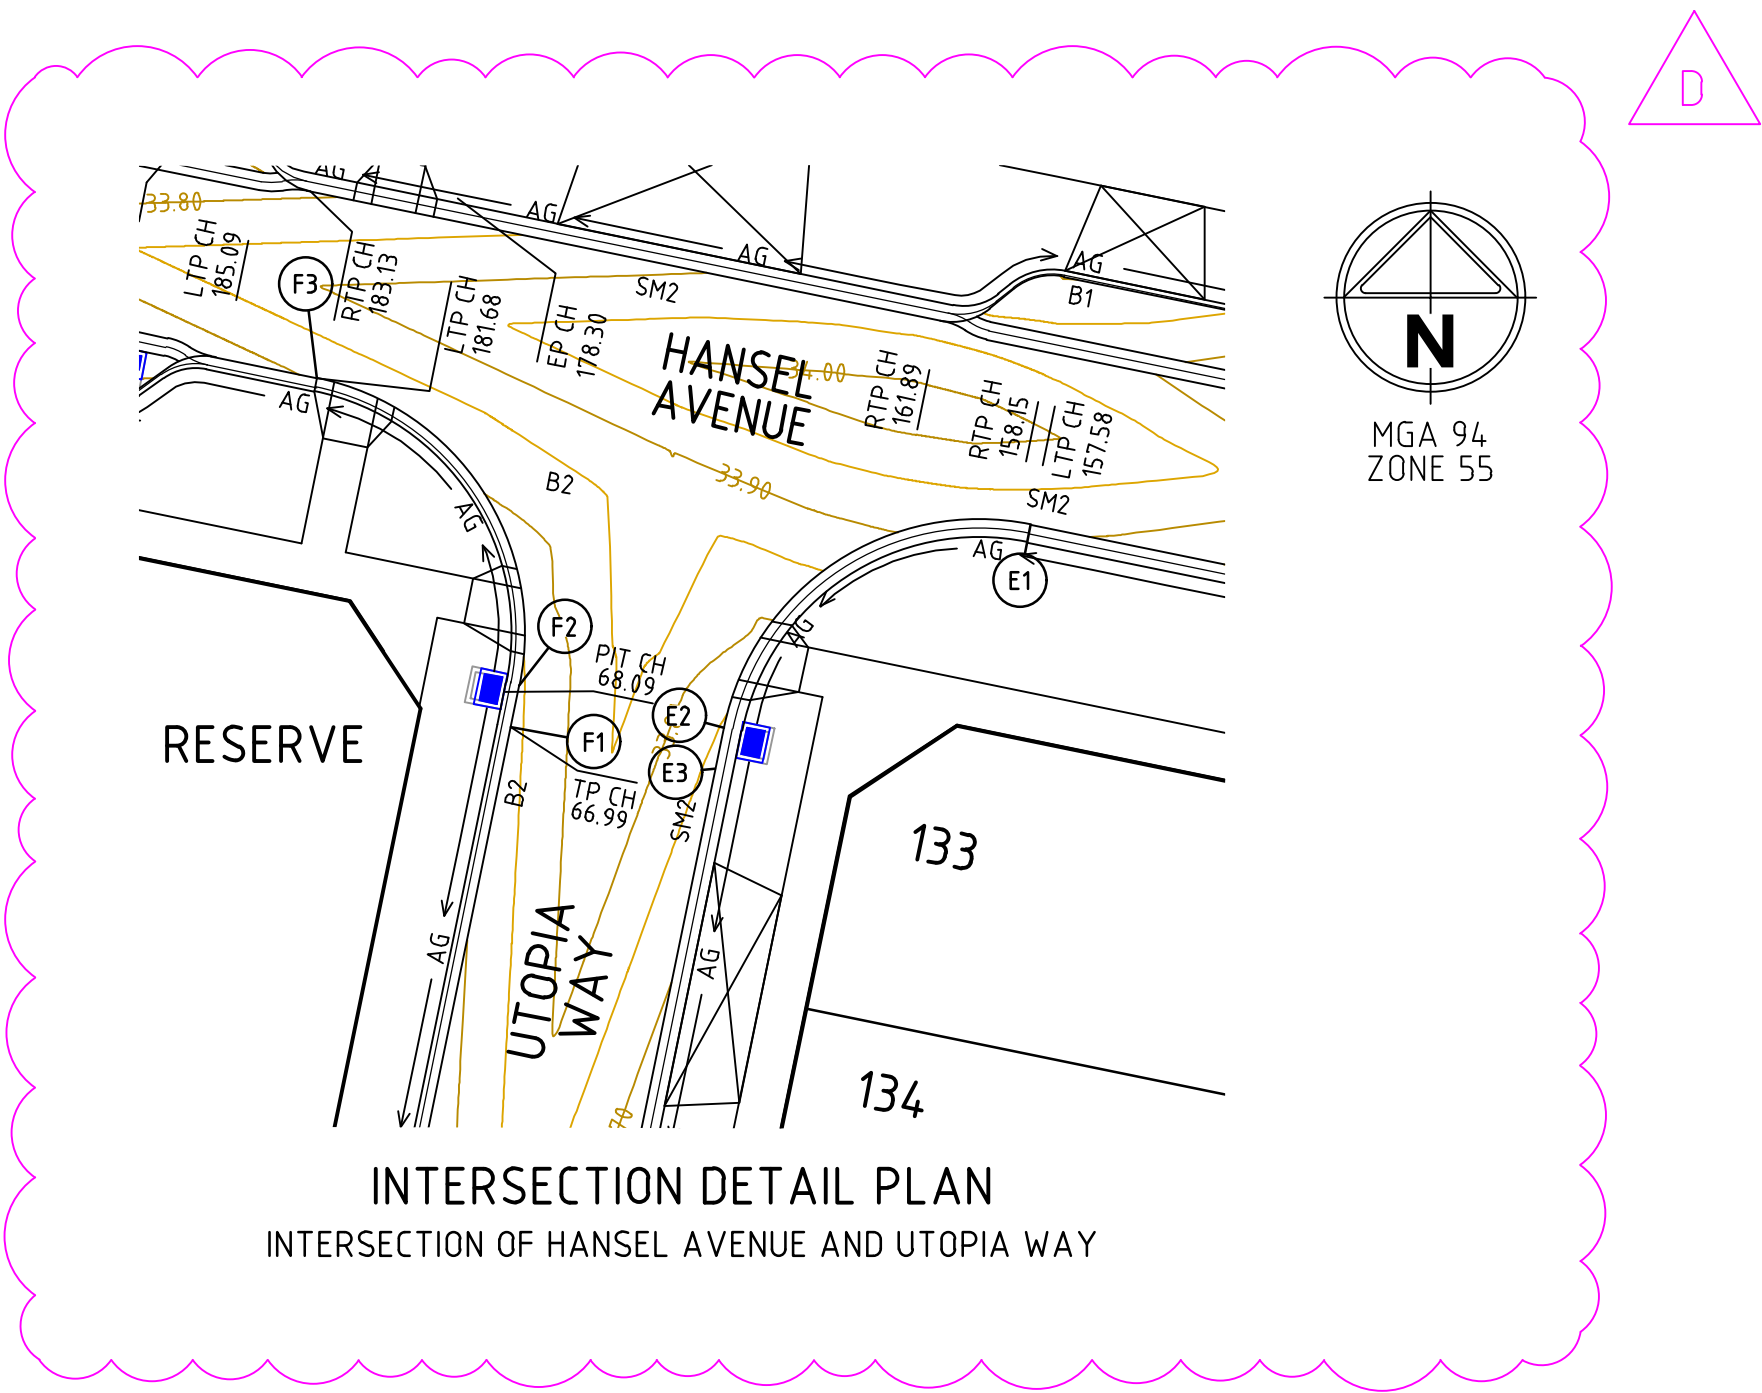 D
AG
33.80
AG
LTP CH
185.09
AG
AG
F3
RTP CH
183.13
SM2
B1
LTP CH
181.68
EP CH
178.30
N
HANSEL
AVENUE
34.00
RTP CH
161.89
AG
RTP CH
158.15
LTP CH
157.58
MGA 94
ZONE 55
B2
33.90
SM2
AG
AG
E1
F2
AG
PIT CH
68.09
E2
RESERVE
F1
E3
B2
TP CH
66.99
SM2
133
AG
AG
UTOPIA
WAY
134
70
INTERSECTION DETAIL PLAN
INTERSECTION OF HANSEL AVENUE AND UTOPIA WAY